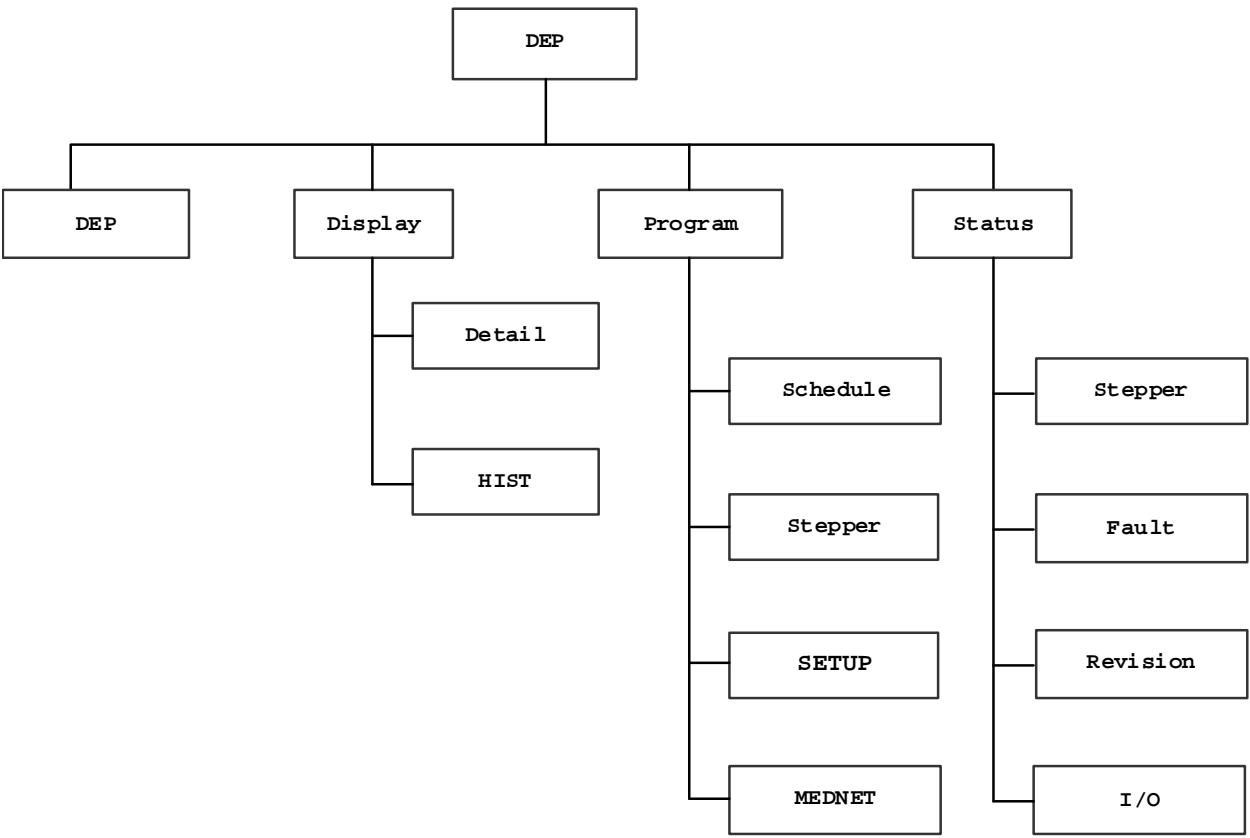 DEP
DEP
Display
Program
Status
Detail
HIST
Schedule
Stepper
SETUP
MEDNET
Stepper
Fault
Revision
I/O